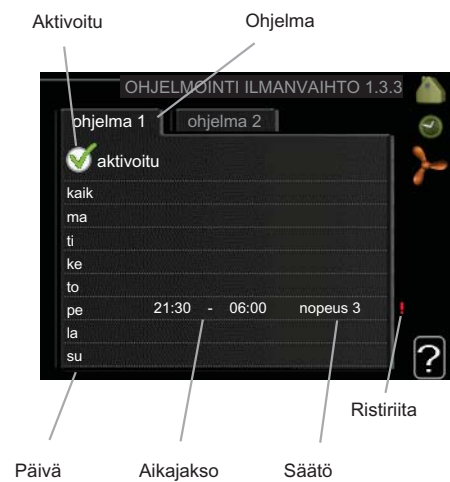 Aktivoitu Ohjelma
OHJELMOINTI ILMANVAIHTO 1.3.3
ohjelma 1 ohjelma 2
aktivoitu
kaik
ma
ti
ke
to
pe 21:30 - 06:00 nopeus 3 !
la
su
?
Ristiriita
Päivä Aikajakso Säätö